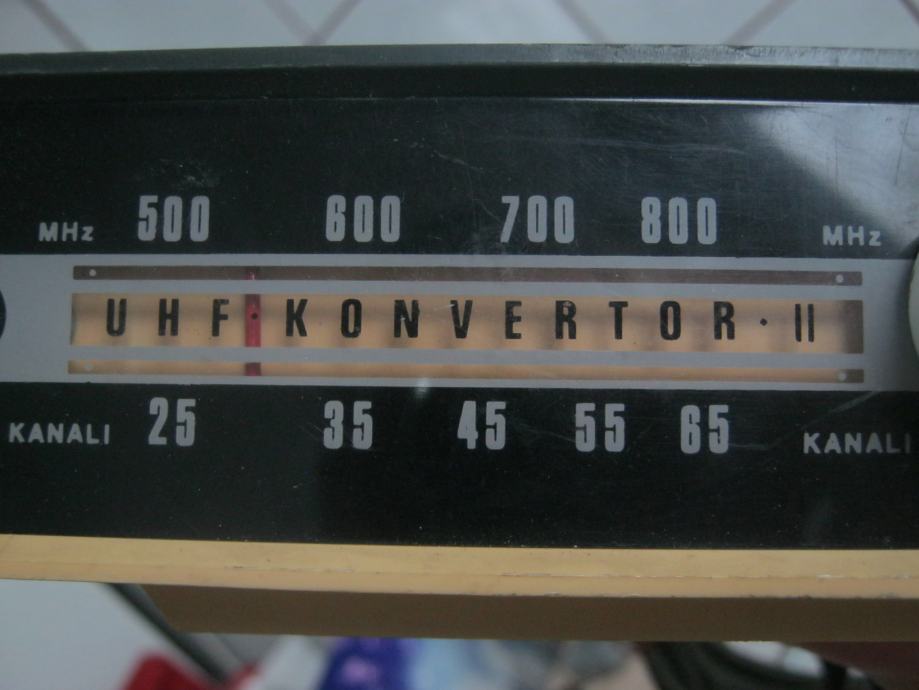 MHz 500 600 700 800 MHz
UHF·KONVERTOR·II
KANALI 25 35 45 55 65 KANALI